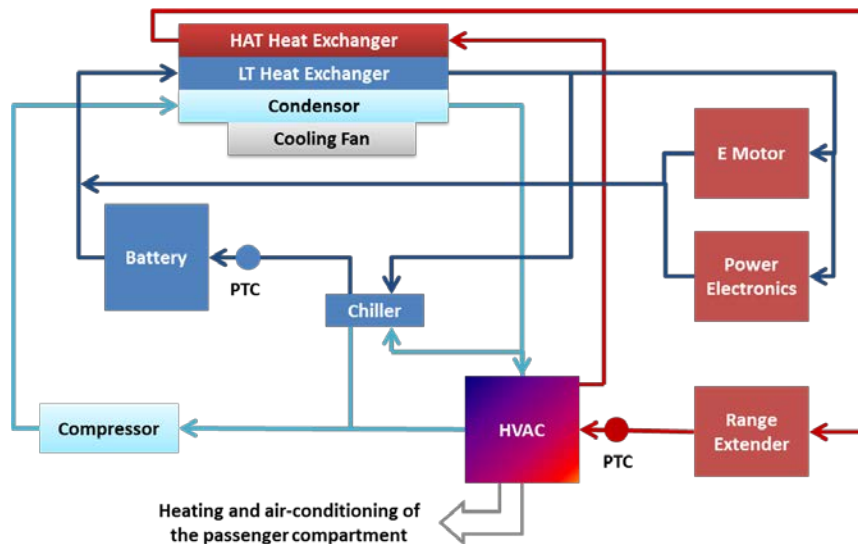 HAT Heat Exchanger
LT Heat Exchanger
Condensor
Cooling Fan
E Motor
Battery
PTC
Power
Electronics
Chiller
Compressor
HVAC
PTC
Range
Extender
Heating and air-conditioning of
the passenger compartment